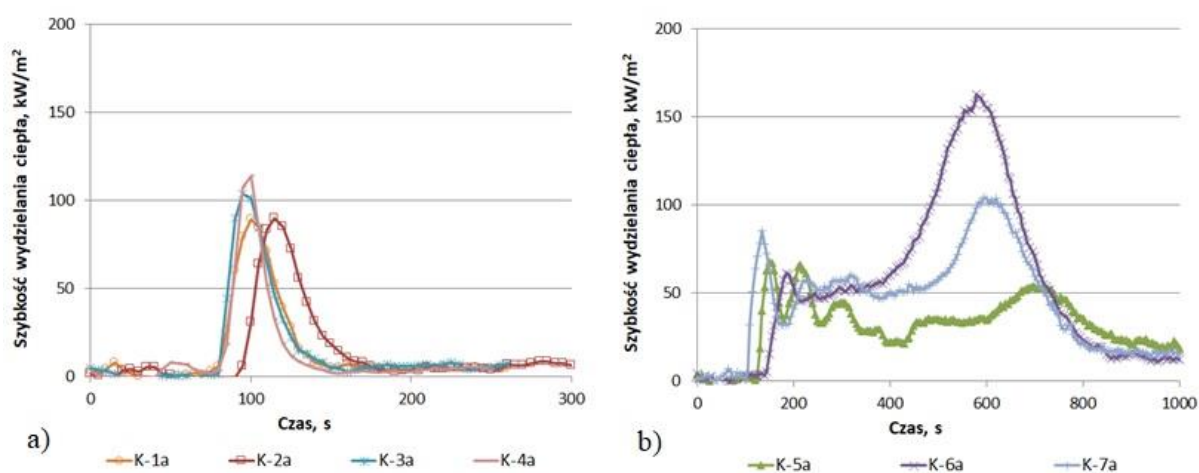 Szybkość wydzielania ciepła, kW/m²
200
150
100
50
0
0 100 200 300
Czas, s
a)
K-1a K-2a K-3a K-4a
Szybkość wydzielania ciepła, kW/m²
200
150
100
50
0
0 200 400 600 800 1000
Czas, s
b)
K-5a K-6a K-7a